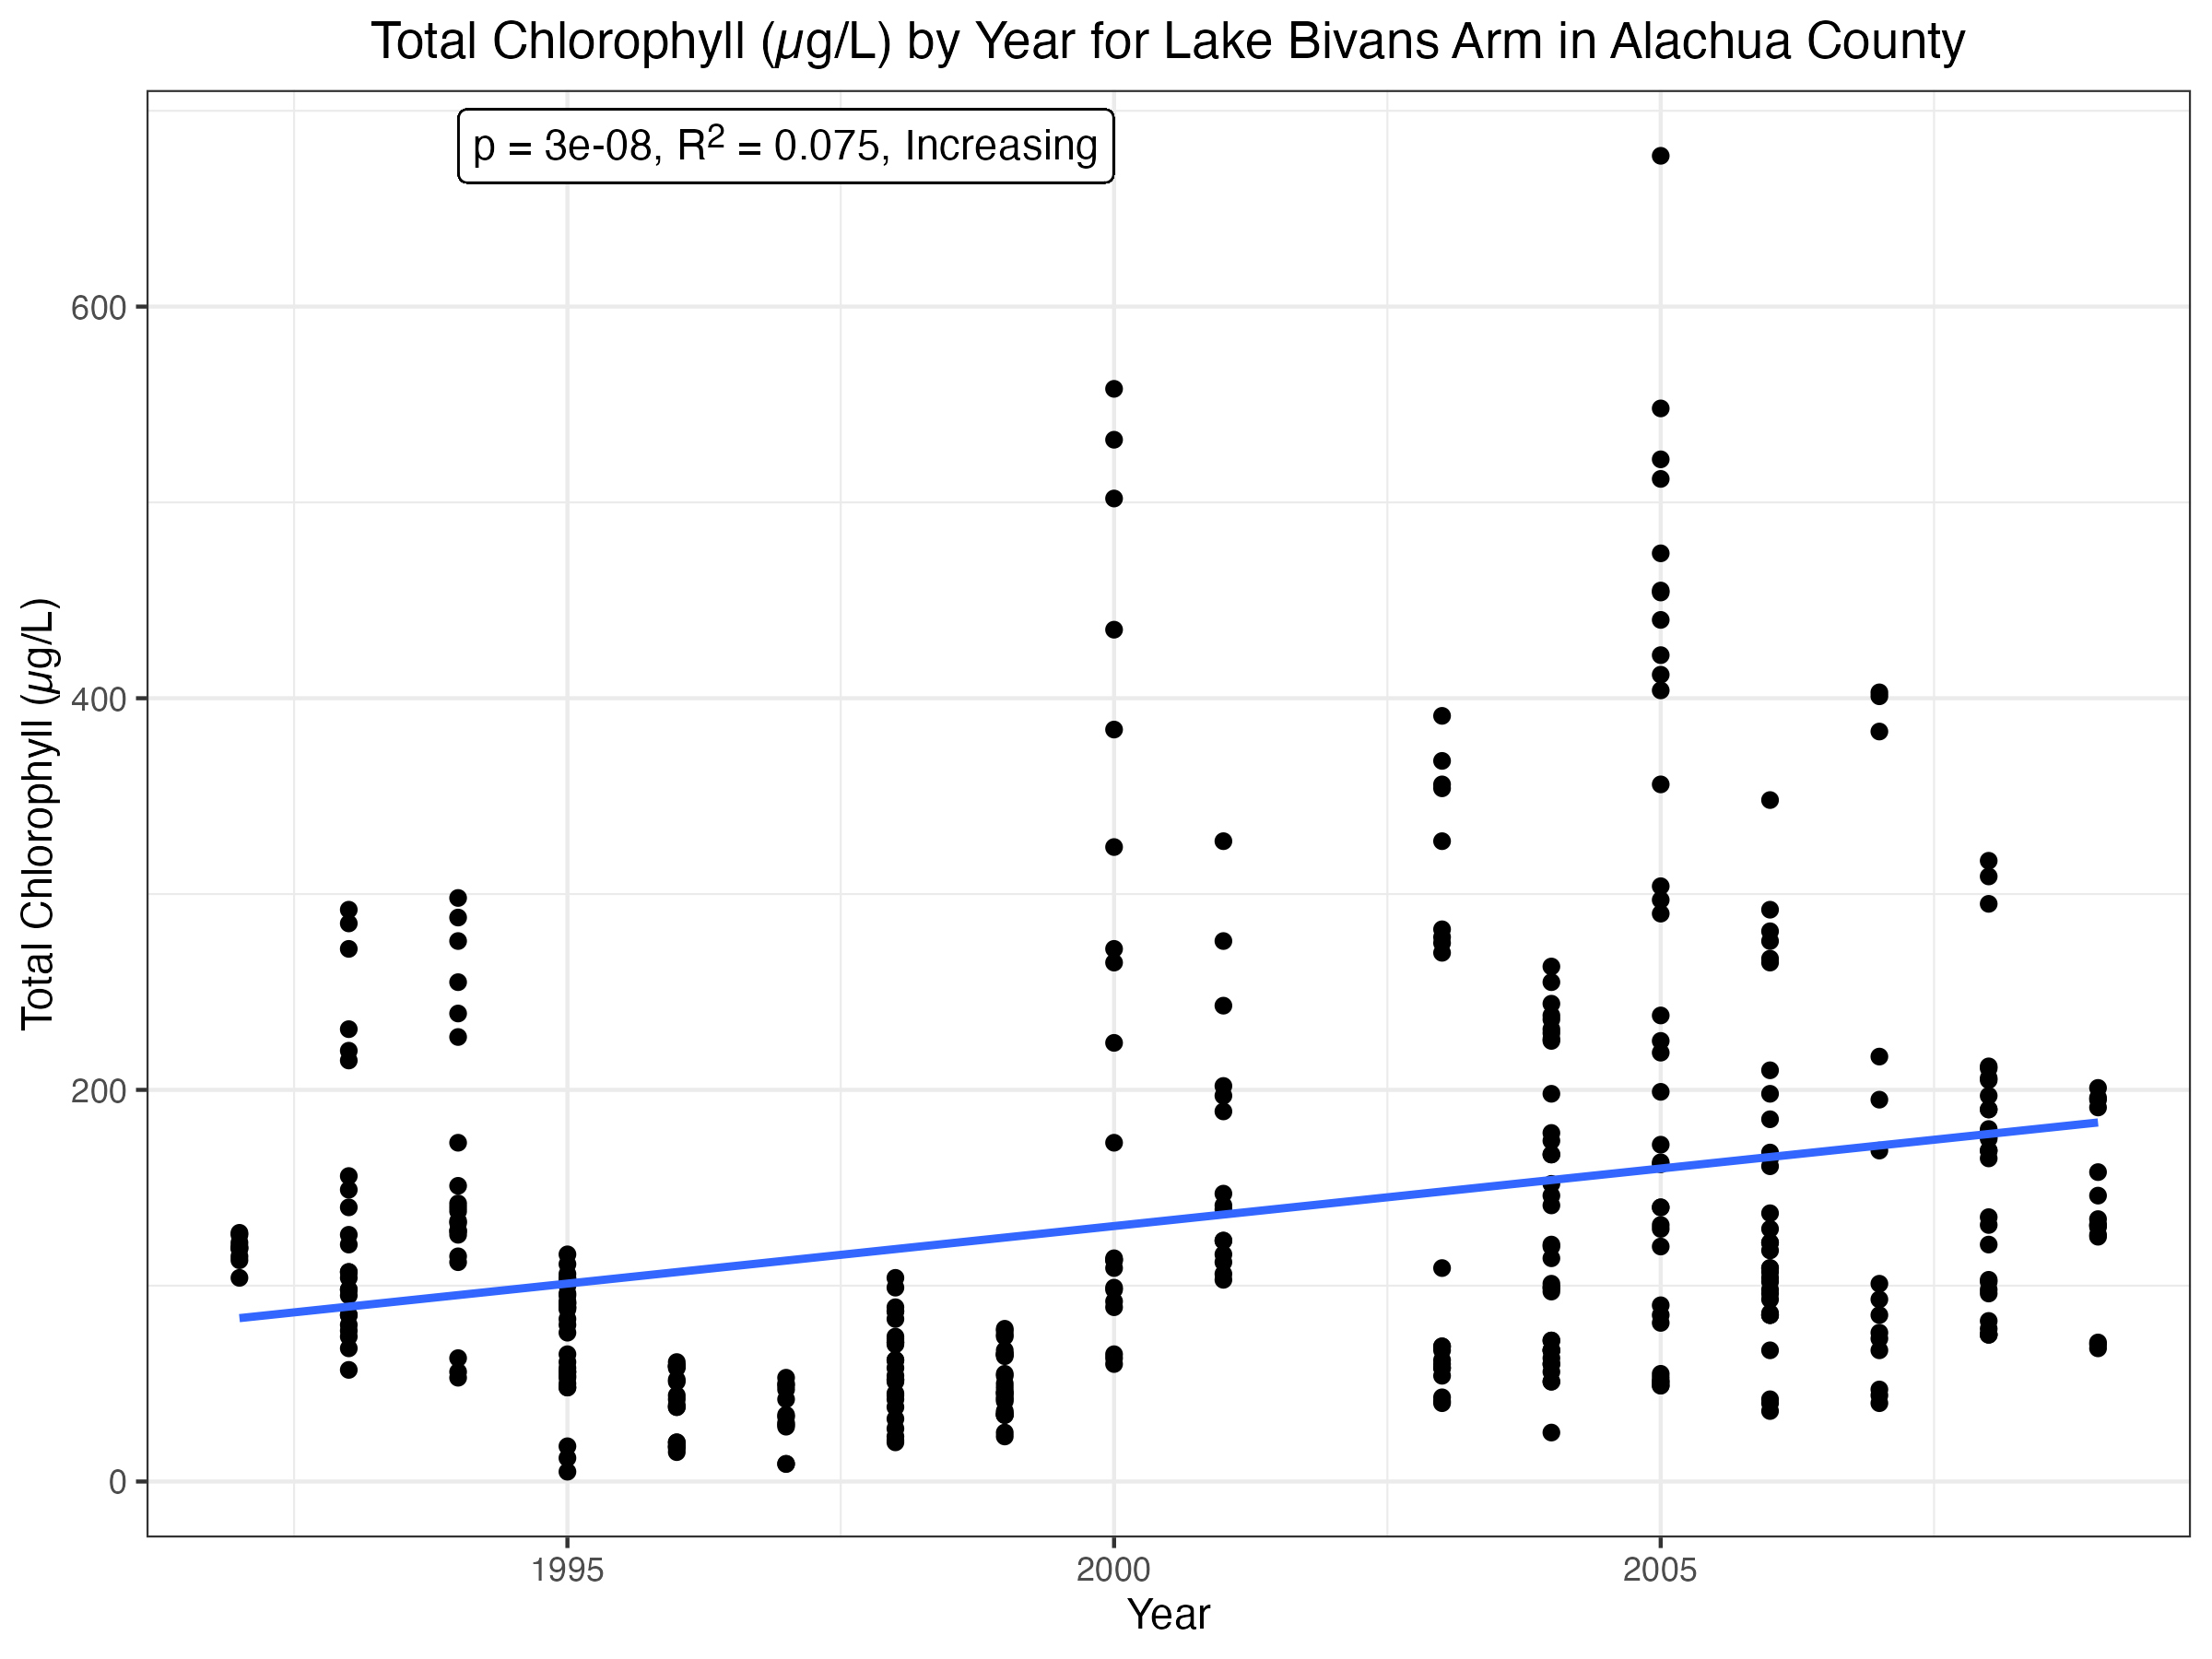 Total Chlorophyll (µg/L) by Year for Lake Bivans Arm in Alachua County
p = 3e-08, R² = 0.075, Increasing
Total Chlorophyll (µg/L)
600
400
200
0
1995 2000 2005
Year